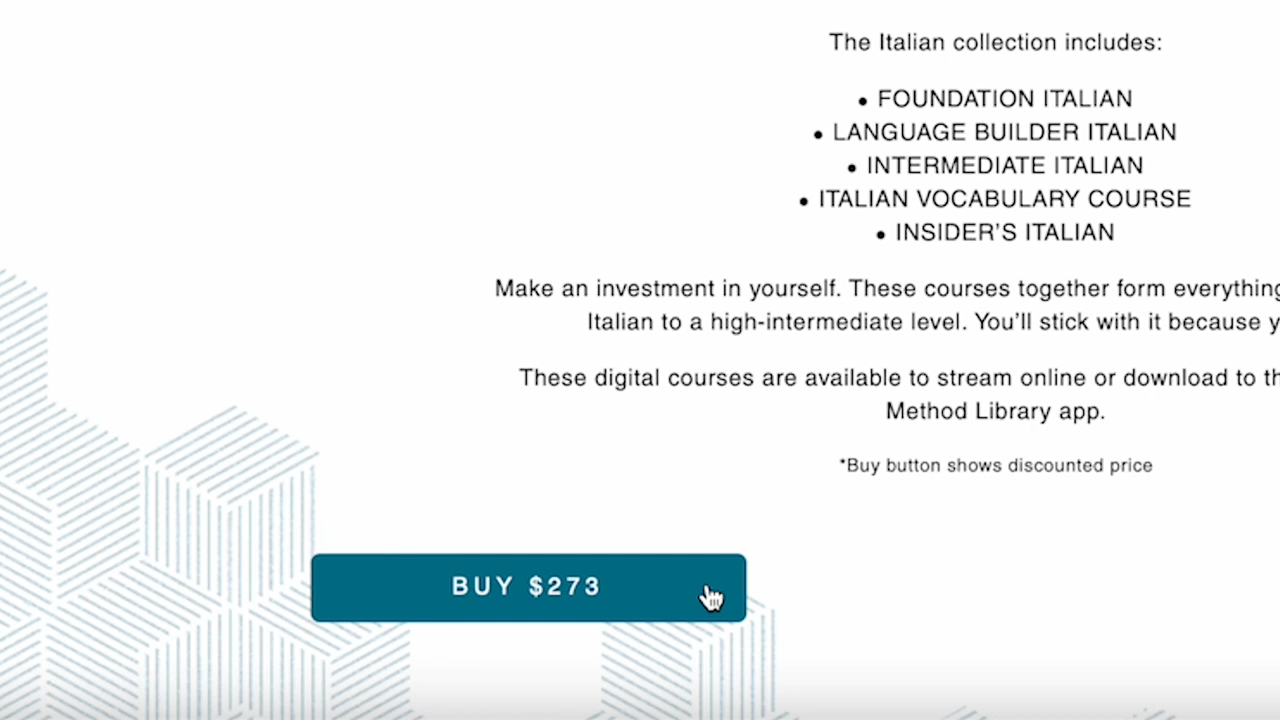 The Italian collection includes:
• FOUNDATION ITALIAN
• LANGUAGE BUILDER ITALIAN
• INTERMEDIATE ITALIAN
• ITALIAN VOCABULARY COURSE
• INSIDER’S ITALIAN
Make an investment in yourself. These courses together form everything
Italian to a high-intermediate level. You’ll stick with it because
These digital courses are available to stream online or download to
Method Library app.
*Buy button shows discounted price
BUY $273